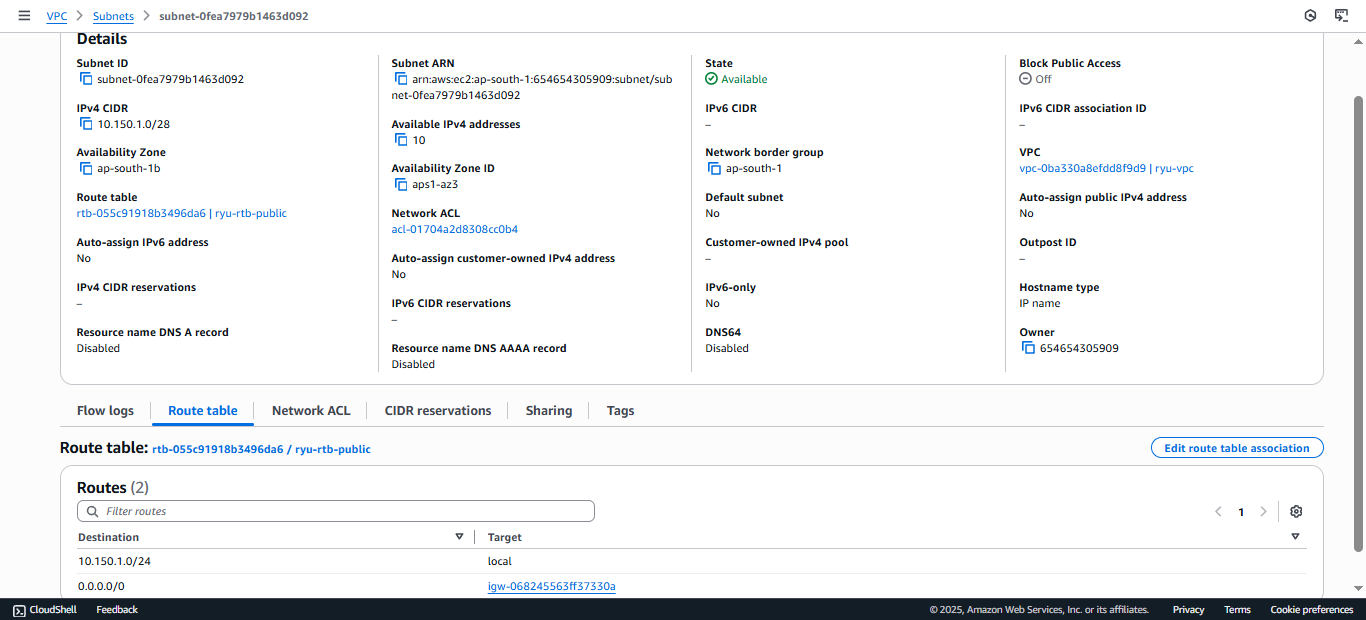 VPC > Subnets > subnet-0fea7979b1463d092
Details
Subnet ID
subnet-0fea7979b1463d092
IPv4 CIDR
10.150.1.0/28
Availability Zone
ap-south-1b
Route table
rtb-055c91918b3496da6 | ryu-rtb-public
Auto-assign IPv6 address
No
IPv4 CIDR reservations
–
Resource name DNS A record
Disabled
Subnet ARN
arn:aws:ec2:ap-south-1:654654305909:subnet/sub
net-0fea7979b1463d092
Available IPv4 addresses
10
Availability Zone ID
aps1-az3
Network ACL
acl-01704a2d8308cc0b4
Auto-assign customer-owned IPv4 address
No
IPv6 CIDR reservations
–
Resource name DNS AAAA record
Disabled
State
Available
IPv6 CIDR
–
Network border group
ap-south-1
Default subnet
No
Customer-owned IPv4 pool
–
IPv6-only
No
DNS64
Disabled
Block Public Access
Off
IPv6 CIDR association ID
–
VPC
vpc-0ba330a8efdd8f9d9 | ryu-vpc
Auto-assign public IPv4 address
No
Outpost ID
–
Hostname type
IP name
Owner
654654305909
Flow logs Route table Network ACL CIDR reservations Sharing Tags
Route table: rtb-055c91918b3496da6 / ryu-rtb-public Edit route table association
Routes (2)
Filter routes 1
Destination Target
10.150.1.0/24 local
0.0.0.0/0 igw-068245563ff37330a
CloudShell Feedback © 2025, Amazon Web Services, Inc. or its affiliates. Privacy Terms Cookie preferences